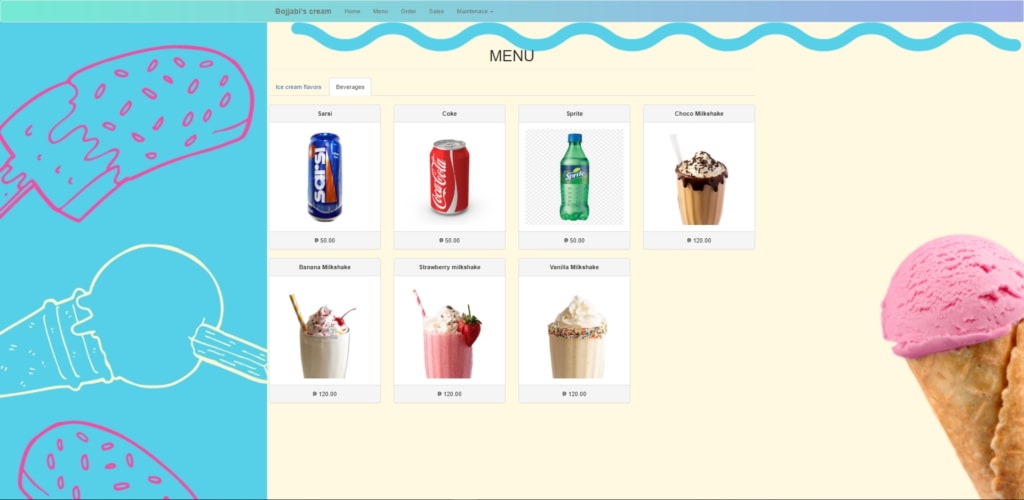 Bojjabi's cream Home Menu Order Sales Maintenace
MENU
Ice cream flavors Beverages
Sarsi Coke Sprite Choco Milkshake
sarsi Coca-Cola Sprite
₱ 50.00 ₱ 50.00 ₱ 50.00 ₱ 120.00
Banana Milkshake Strawberry milkshake Vanilla Milkshake
₱ 120.00 ₱ 120.00 ₱ 120.00